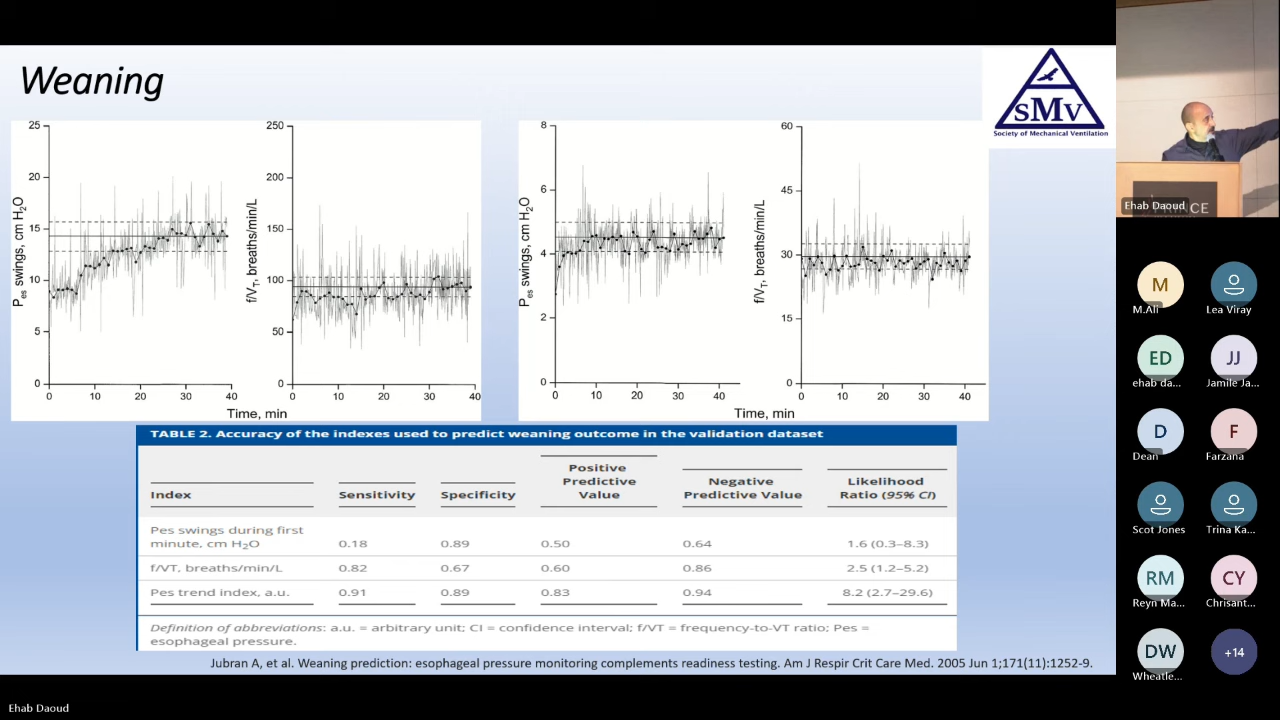 Weaning
sMv
Society of Mechanical Ventilation
25
20
15
10
5
0
Pes swings, cm H2O
0
10
20
30
40
250
200
150
100
50
0
f/VT, breaths/min/L
0
10
20
30
40
Time, min
8
6
4
2
0
Pes swings, cm H2O
0
10
20
30
40
60
45
30
15
0
f/VT, breaths/min/L
0
10
20
30
40
Time, min
TABLE 2. Accuracy of the indexes used to predict weaning outcome in the validation dataset
Index
Sensitivity
Specificity
Positive
Predictive
Value
Negative
Predictive Value
Likelihood
Ratio (95% CI)
Pes swings during first
minute, cm H2O 0.18 0.89 0.50 0.64 1.6 (0.3–8.3)
f/VT, breaths/min/L 0.82 0.67 0.60 0.86 2.5 (1.2–5.2)
Pes trend index, a.u. 0.91 0.89 0.83 0.94 8.2 (2.7–29.6)
Definition of abbreviations: a.u. = arbitrary unit; CI = confidence interval; f/VT = frequency-to-VT ratio; Pes =
esophageal pressure.
Jubran A, et al. Weaning prediction: esophageal pressure monitoring complements readiness testing. Am J Respir Crit Care Med. 2005 Jun 1;171(11):1252-9.
Ehab Daoud
M
M.Ali
Lea Viray
ED
ehab da...
JJ
Jamile Ja...
D
Dean
F
Farzana
Scot Jones
Trina Ka...
RM
Reyn Ma...
CY
Chrisant...
DW
Wheatle...
+14
Ehab Daoud